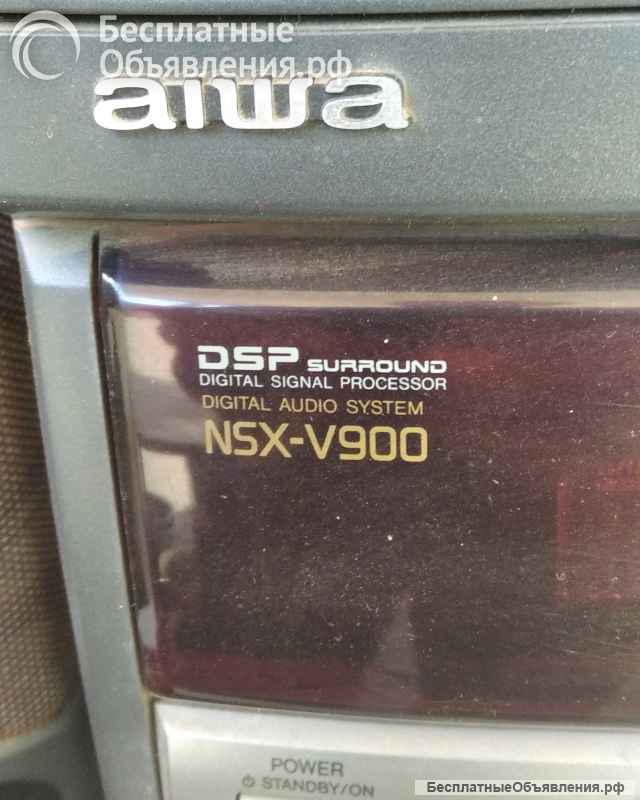 Бесплатные
Объявления.рф
aiwa
DSP SURROUND
DIGITAL SIGNAL PROCESSOR
DIGITAL AUDIO SYSTEM
NSX-V900
POWER
⏻ STANDBY/ON
БесплатныеОбъявления.рф